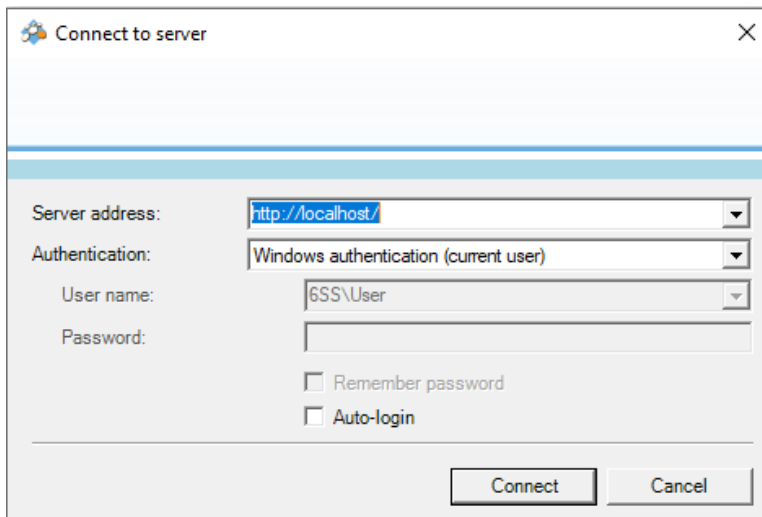 Connect to server
Server address: http://localhost/
Authentication: Windows authentication (current user)
User name: 6SS\User
Password:
Remember password
Auto-login
Connect Cancel